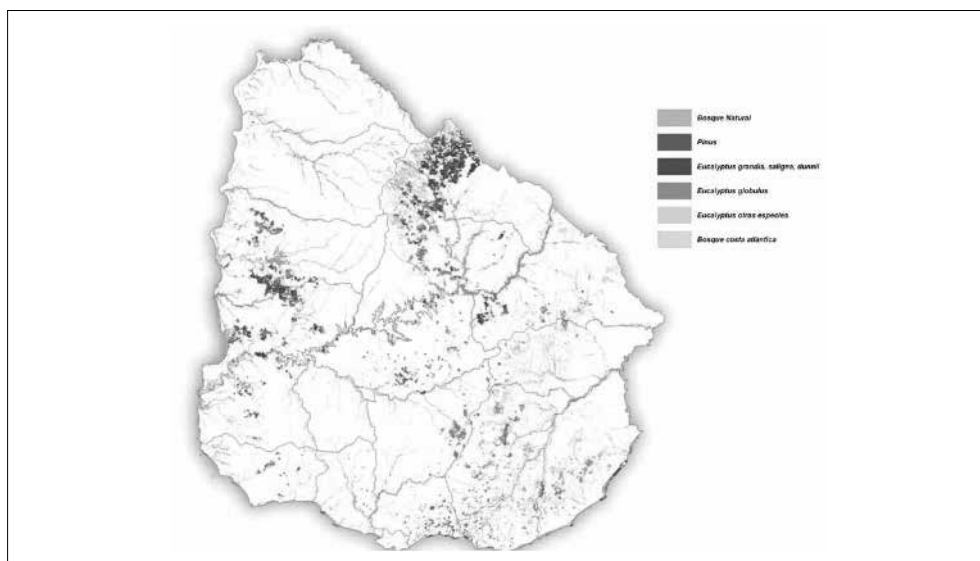 Bosque Natural
Pinus
Eucalyptus grandis, saligna, dunnii
Eucalyptus globulus
Eucalyptus otras especies
Bosque costa atlántica